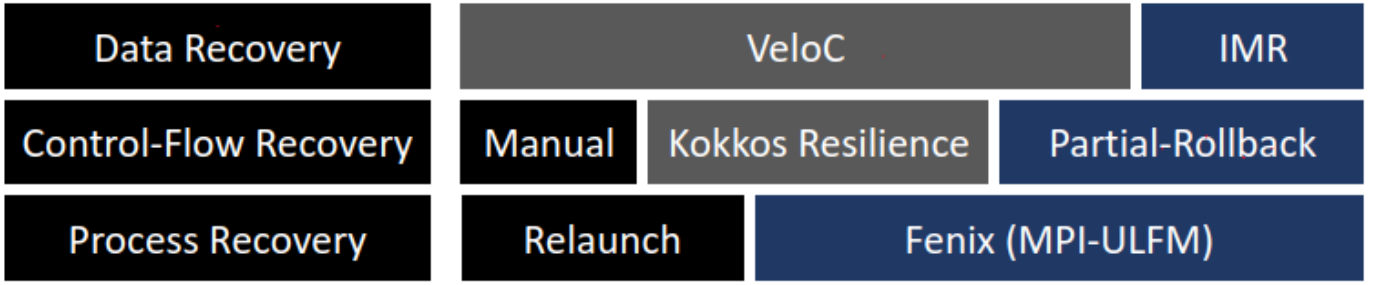 Data Recovery VeloC IMR
Control-Flow Recovery Manual Kokkos Resilience Partial-Rollback
Process Recovery Relaunch Fenix (MPI-ULFM)